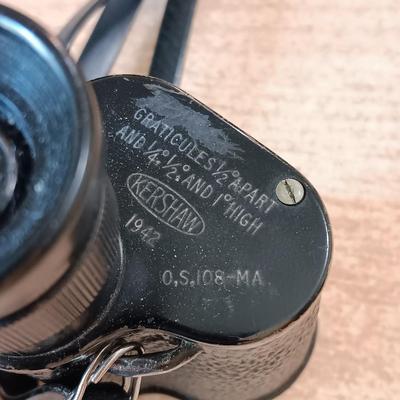 GRATICULES ½° APART
AND ¼°, ½°, AND 1° HIGH
KERSHAW
1942
O.S.108-MA